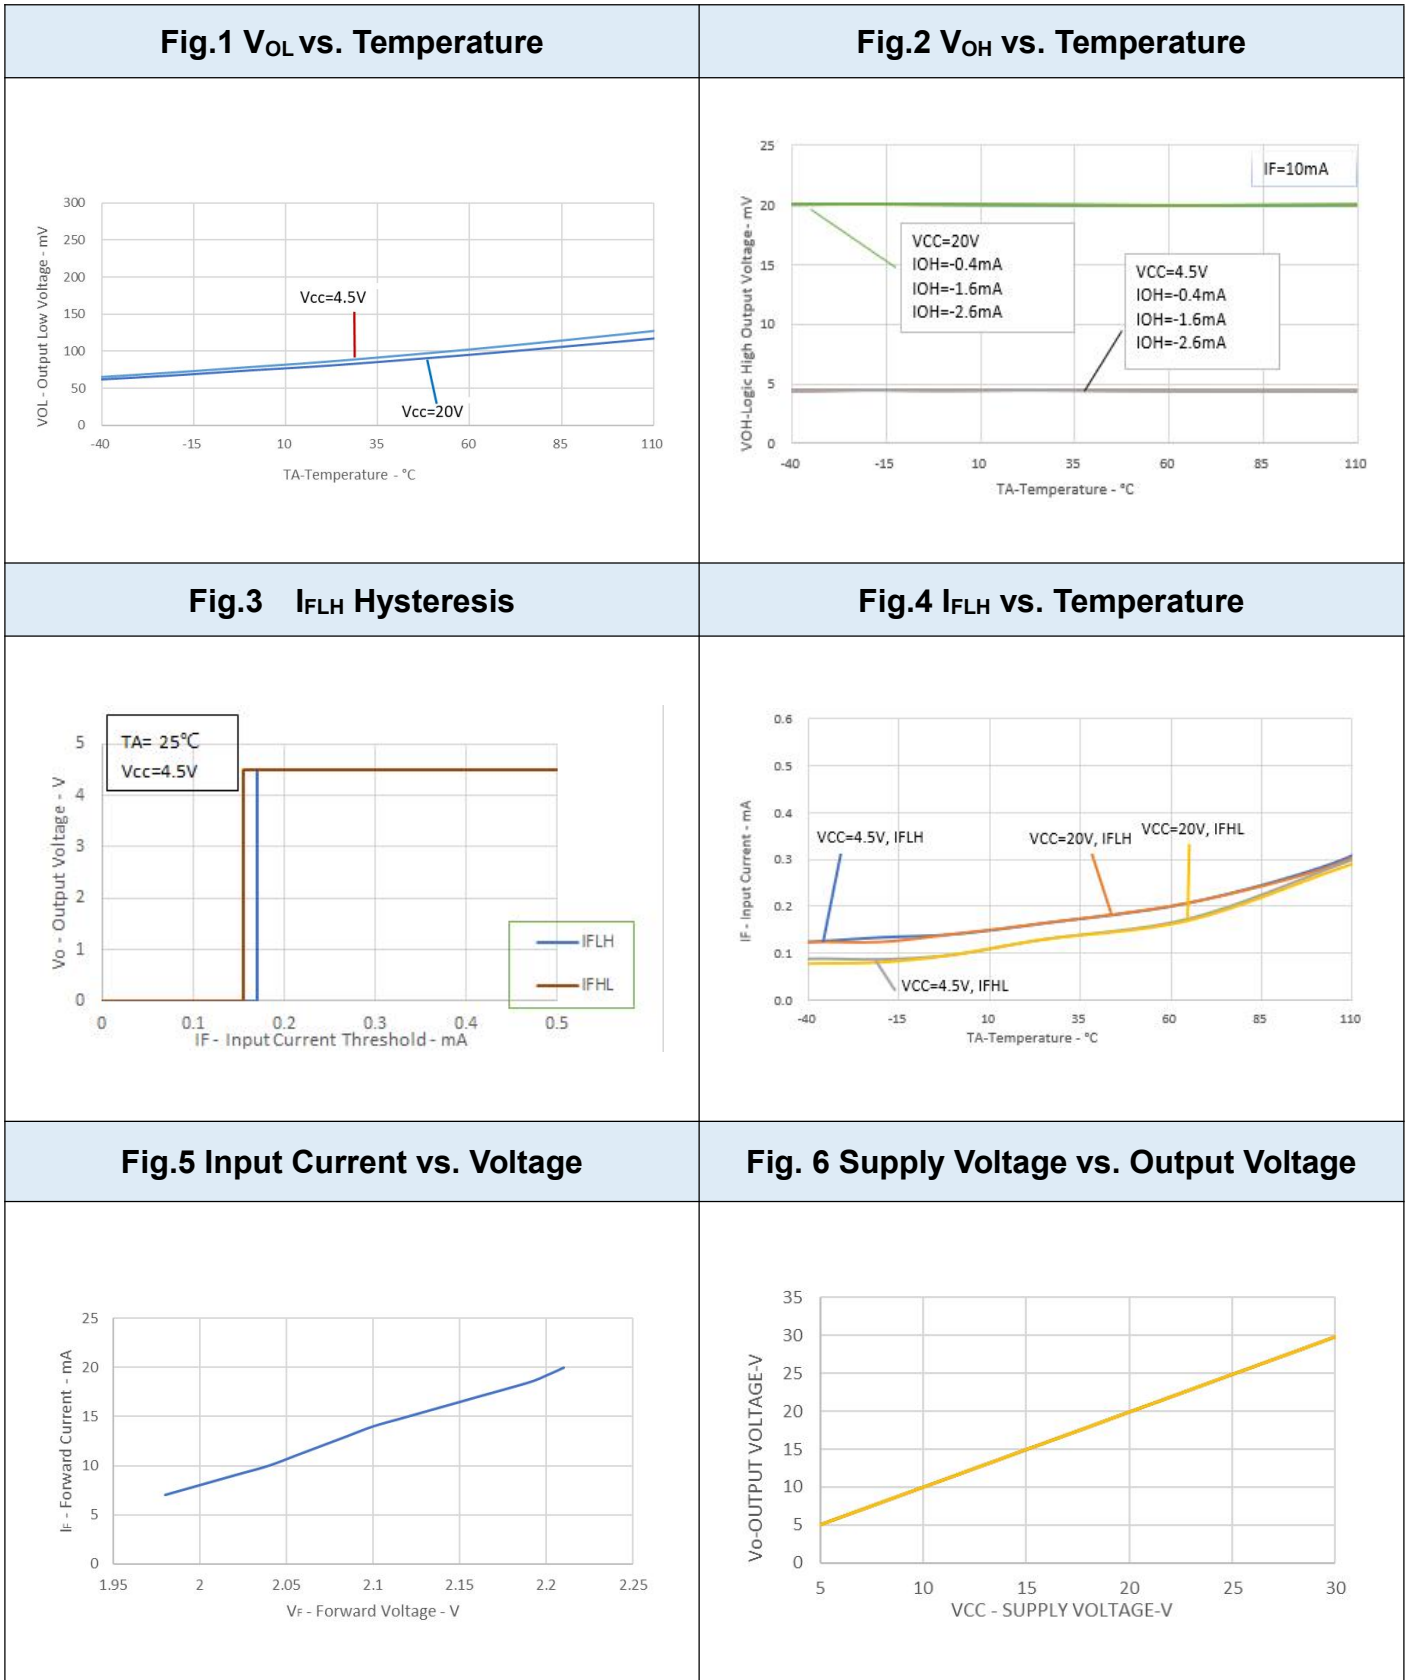 Fig.1 VOL vs. Temperature
Fig.2 VOH vs. Temperature
300
250
200
150
100
50
0
VOL - Output Low Voltage - mV
Vcc=4.5V
Vcc=20V
-40 -15 10 35 60 85 110
TA-Temperature - °C
25
20
15
10
5
0
VOH-Logic High Output Voltage - mV
IF=10mA
VCC=20V
IOH=-0.4mA
IOH=-1.6mA
IOH=-2.6mA
VCC=4.5V
IOH=-0.4mA
IOH=-1.6mA
IOH=-2.6mA
-40 -15 10 35 60 85 110
TA-Temperature - °C
Fig.3 IFLH Hysteresis
Fig.4 IFLH vs. Temperature
TA= 25℃
Vcc=4.5V
5
4
3
2
1
0
Vo - Output Voltage - V
IFLH
IFHL
0 0.1 0.2 0.3 0.4 0.5
IF - Input Current Threshold - mA
0.6
0.5
0.4
0.3
0.2
0.1
0.0
IF - Input Current - mA
VCC=4.5V, IFLH
VCC=20V, IFLH
VCC=20V, IFHL
VCC=4.5V, IFHL
-40 -15 10 35 60 85 110
TA-Temperature - °C
Fig.5 Input Current vs. Voltage
Fig. 6 Supply Voltage vs. Output Voltage
25
20
15
10
5
0
IF - Forward Current - mA
1.95 2 2.05 2.1 2.15 2.2 2.25
VF - Forward Voltage - V
35
30
25
20
15
10
5
0
Vo-OUTPUT VOLTAGE-V
5 10 15 20 25 30
VCC - SUPPLY VOLTAGE-V